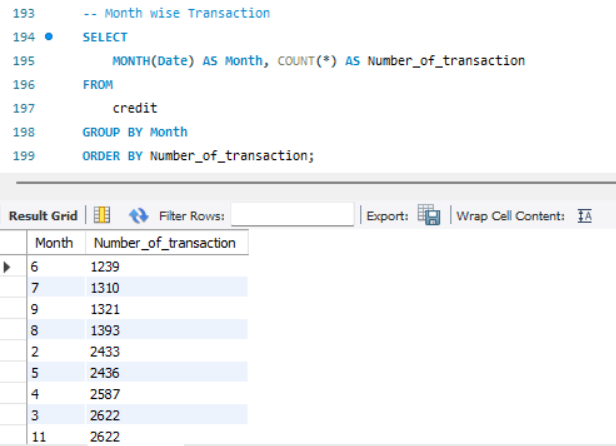 193 -- Month wise Transaction
194 SELECT
195 MONTH(Date) AS Month, COUNT(*) AS Number_of_transaction
196 FROM
197 credit
198 GROUP BY Month
199 ORDER BY Number_of_transaction;
Result Grid Filter Rows: Export: Wrap Cell Content: IA
Month Number_of_transaction
6 1239
7 1310
9 1321
8 1393
2 2433
5 2436
4 2587
3 2622
11 2622